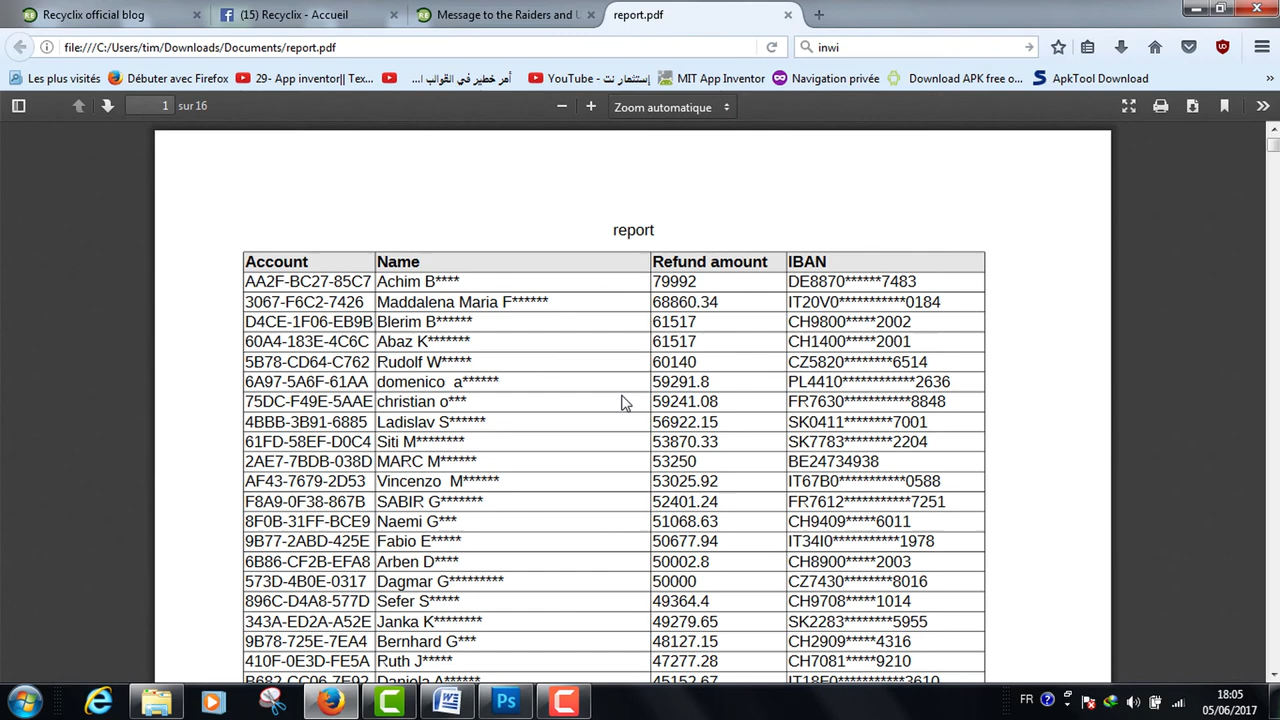 Recyclix official blog
(15) Recyclix - Accueil
Message to the Raiders and U
report.pdf
file:///C:/Users/tim/Downloads/Documents/report.pdf
inwi
Les plus visités
Débuter avec Firefox
29- App inventor|| Tex...
أمر خطير في القوالب ا...
YouTube - إستثمار نت
MIT App Inventor
Navigation privée
Download APK free o...
ApkTool Download
1 sur 16
Zoom automatique
report
Account Name Refund amount IBAN
AA2F-BC27-85C7 Achim B**** 79992 DE8870******7483
3067-F6C2-7426 Maddalena Maria F****** 68860.34 IT20V0***********0184
D4CE-1F06-EB9B Blerim B****** 61517 CH9800*****2002
60A4-183E-4C6C Abaz K******* 61517 CH1400*****2001
5B78-CD64-C762 Rudolf W***** 60140 CZ5820********6514
6A97-5A6F-61AA domenico a****** 59291.8 PL4410************2636
75DC-F49E-5AAE christian o*** 59241.08 FR7630***********8848
4BBB-3B91-6885 Ladislav S****** 56922.15 SK0411********7001
61FD-58EF-D0C4 Siti M******** 53870.33 SK7783********2204
2AE7-7BDB-038D MARC M****** 53250 BE24734938
AF43-7679-2D53 Vincenzo M****** 53025.92 IT67B0***********0588
F8A9-0F38-867B SABIR G******* 52401.24 FR7612***********7251
8F0B-31FF-BCE9 Naemi G*** 51068.63 CH9409*****6011
9B77-2ABD-425E Fabio E***** 50677.94 IT34I0***********1978
6B86-CF2B-EFA8 Arben D**** 50002.8 CH8900*****2003
573D-4B0E-0317 Dagmar G********* 50000 CZ7430********8016
896C-D4A8-577D Sefer S***** 49364.4 CH9708*****1014
343A-ED2A-A52E Janka K******** 49279.65 SK2283********5955
9B78-725E-7EA4 Bernhard G*** 48127.15 CH2909*****4316
410F-0E3D-FE5A Ruth J***** 47277.28 CH7081*****9210
B682-CC06-7E92 Daniela A****** 45152.67 IT18F0***********3610
FR
18:05
05/06/2017